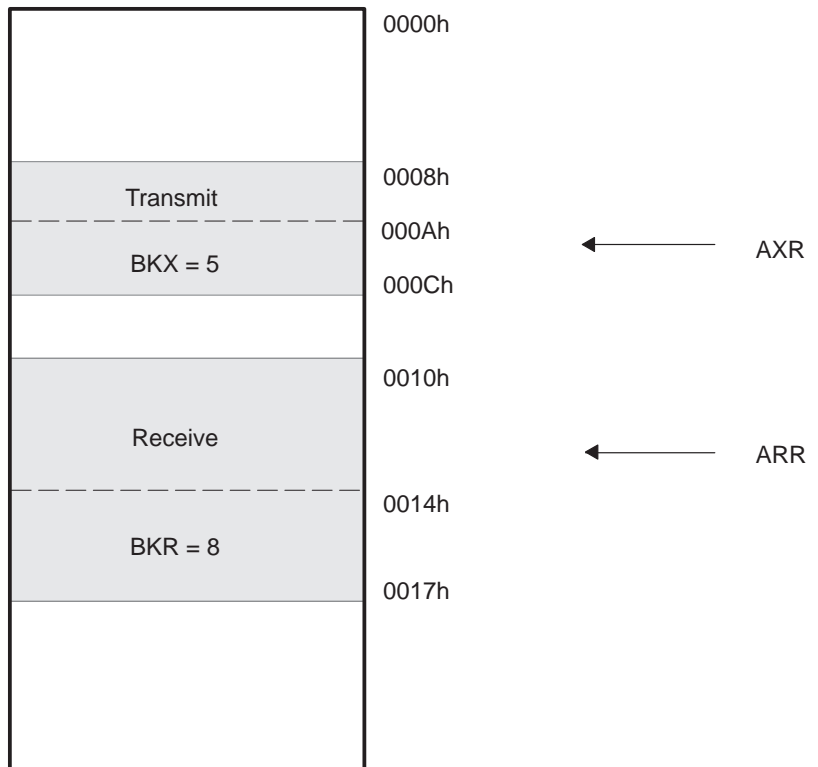 0000h
0008h
Transmit
000Ah
AXR
BKX = 5
000Ch
0010h
Receive
ARR
0014h
BKR = 8
0017h